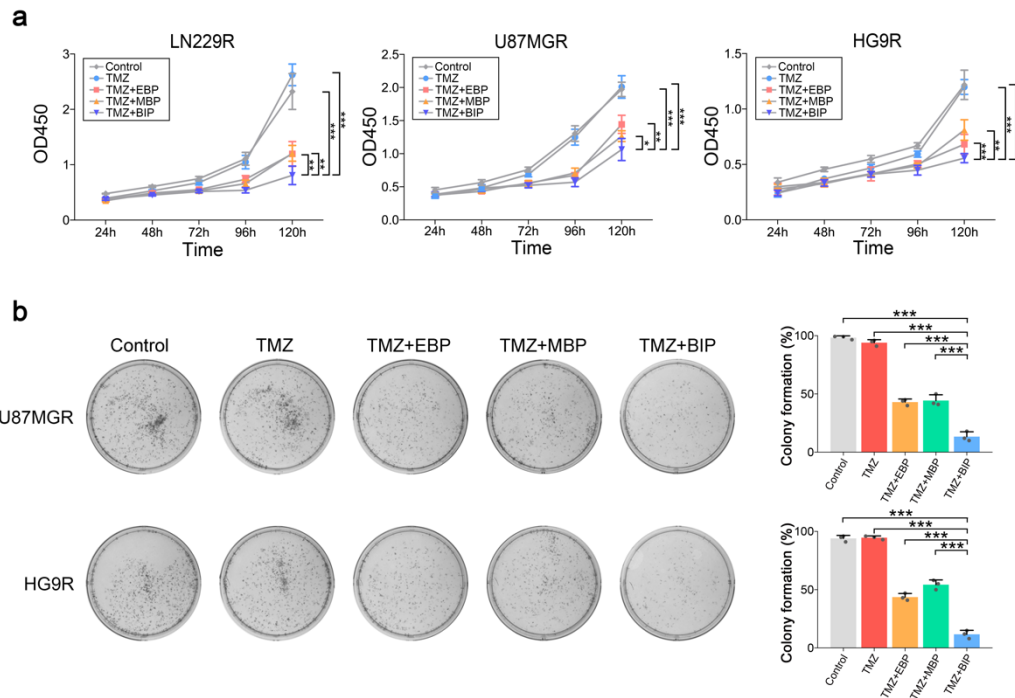 a
LN229R
Control
TMZ
TMZ+EBP
TMZ+MBP
TMZ+BIP
OD450
3
2
1
0
24h 48h 72h 96h 120h
Time
** ** *** ***
U87MGR
Control
TMZ
TMZ+EBP
TMZ+MBP
TMZ+BIP
OD450
2.5
2.0
1.5
1.0
0.5
0.0
24h 48h 72h 96h 120h
Time
* ** *** ***
HG9R
Control
TMZ
TMZ+EBP
TMZ+MBP
TMZ+BIP
OD450
1.5
1.0
0.5
0.0
24h 48h 72h 96h 120h
Time
*** ** *** ***
b
Control TMZ TMZ+EBP TMZ+MBP TMZ+BIP
U87MGR
HG9R
***
***
***
***
Colony formation (%)
100
50
0
Control TMZ TMZ+EBP TMZ+MBP TMZ+BIP
***
***
***
***
Colony formation (%)
100
50
0
Control TMZ TMZ+EBP TMZ+MBP TMZ+BIP